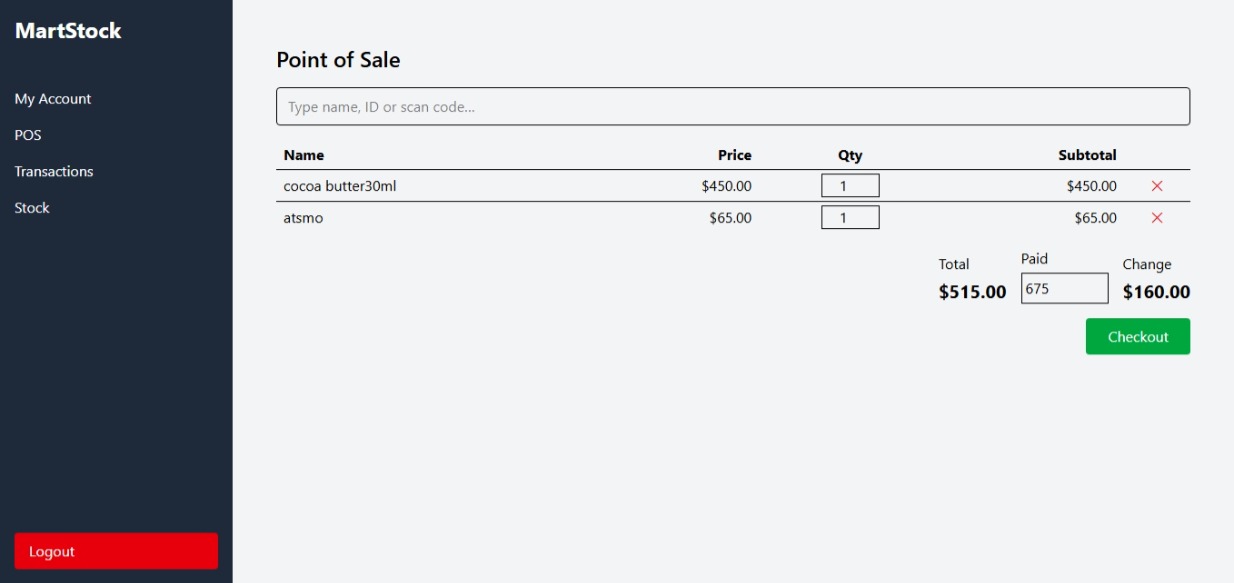 MartStock
My Account
POS
Transactions
Stock
Logout
Point of Sale
Type name, ID or scan code...
Name Price Qty Subtotal
cocoa butter30ml $450.00 1 $450.00
atsmo $65.00 1 $65.00
Total Paid Change
$515.00 675 $160.00
Checkout